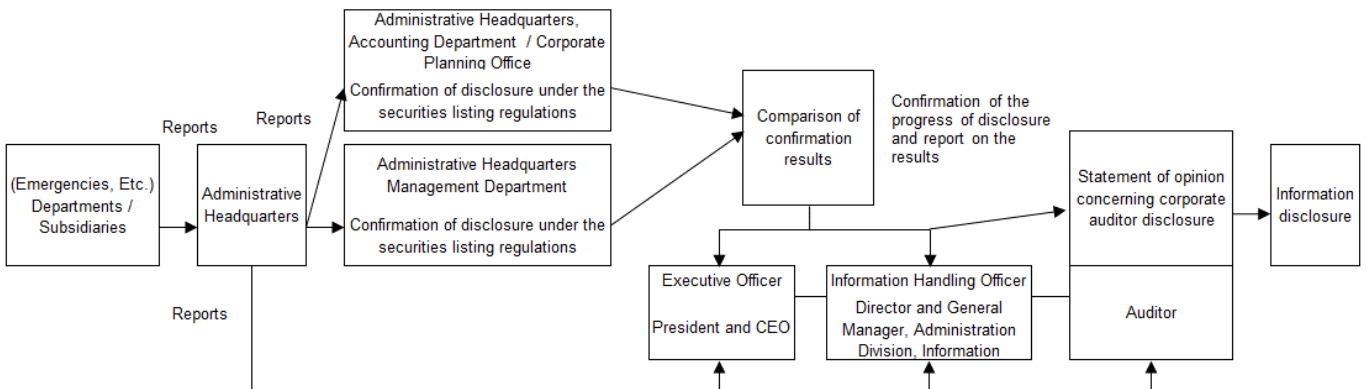 (Emergencies, Etc.)
Departments /
Subsidiaries
Reports
Administrative
Headquarters
Reports
Reports
Administrative Headquarters,
Accounting Department / Corporate
Planning Office
Confirmation of disclosure under the
securities listing regulations
Administrative Headquarters
Management Department
Confirmation of disclosure under the
securities listing regulations
Comparison of
confirmation
results
Confirmation of the
progress of disclosure
and report on the
results
Executive Officer
President and CEO
Information Handling Officer
Director and General
Manager, Administration
Division, Information
Statement of opinion
concerning corporate
auditor disclosure
Auditor
Information
disclosure